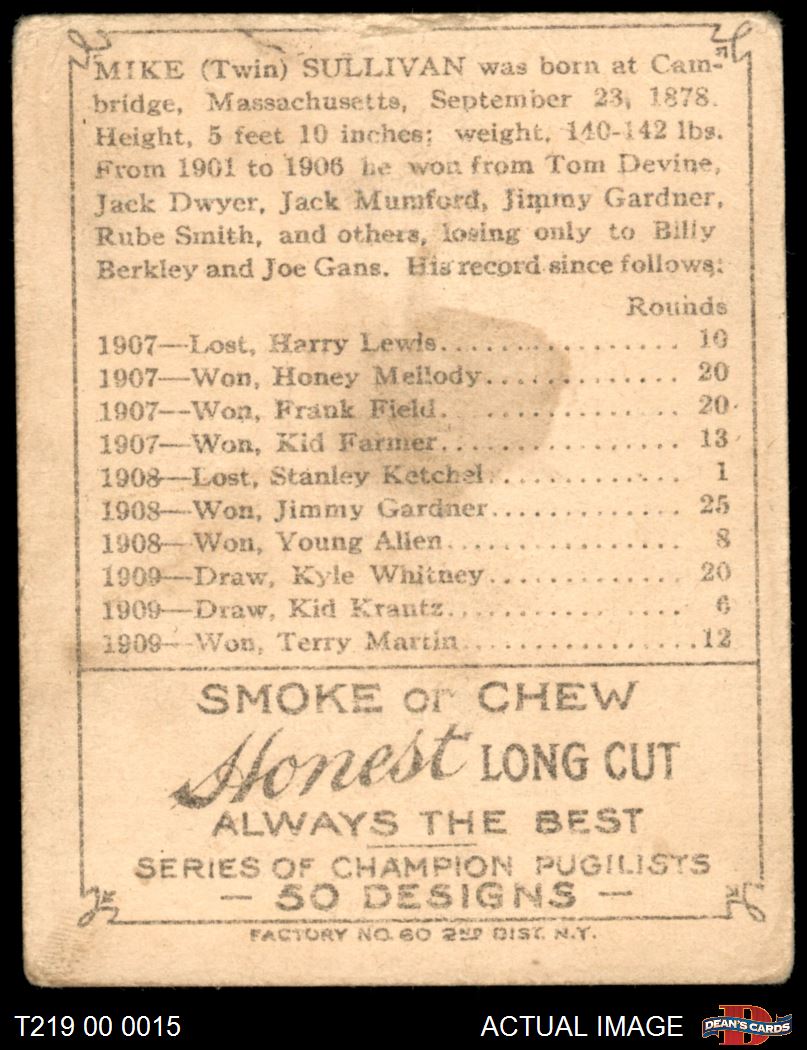 MIKE (Twin) SULLIVAN was born at Cam-
bridge, Massachusetts, September 23, 1878.
Height, 5 feet 10 inches; weight, 140-142 lbs.
From 1901 to 1906 he won from Tom Devine,
Jack Dwyer, Jack Mumford, Jimmy Gardner,
Rube Smith, and others, losing only to Billy
Berkley and Joe Gans. His record since follows:
Rounds
1907—Lost, Harry Lewis.................. 10
1907—Won, Honey Mellody............... 20
1907—Won, Frank Field.................. 20
1907—Won, Kid Farmer.................. 13
1908—Lost, Stanley Ketchel.............. 1
1908—Won, Jimmy Gardner.............. 25
1908—Won, Young Allen.................. 8
1909—Draw, Kyle Whitney............... 20
1909—Draw, Kid Krantz.................. 6
1909—Won, Terry Martin..................12
SMOKE or CHEW
Honest LONG CUT
ALWAYS THE BEST
SERIES OF CHAMPION PUGILISTS
— 50 DESIGNS —
FACTORY NO. 60 2ND DIST. N.Y.
T219 00 0015 ACTUAL IMAGE DEAN'S CARDS